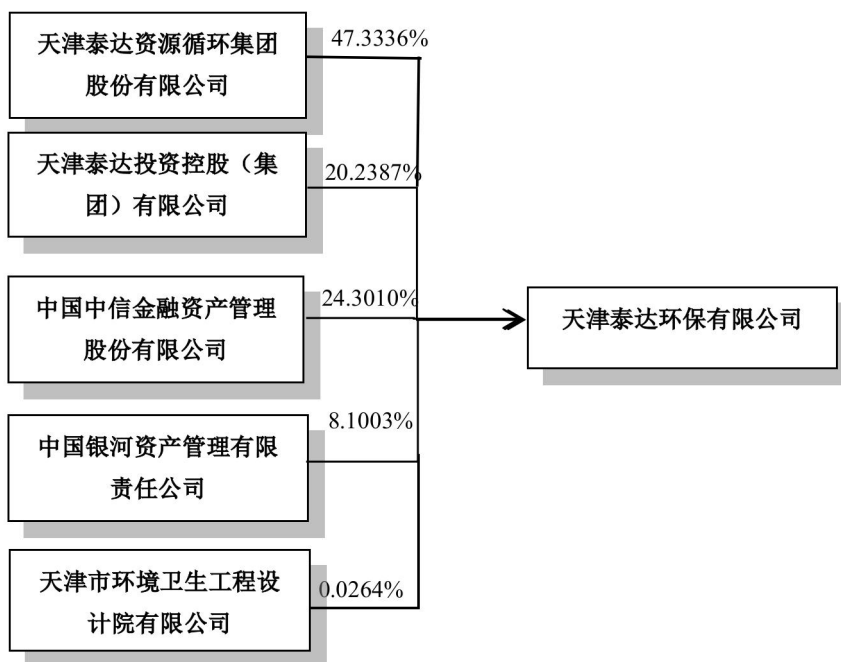 天津泰达资源循环集团
股份有限公司
47.3336%
天津泰达投资控股（集
团）有限公司
20.2387%
中国中信金融资产管理
股份有限公司
24.3010%
天津泰达环保有限公司
中国银河资产管理有限
责任公司
8.1003%
天津市环境卫生工程设
计院有限公司
0.0264%